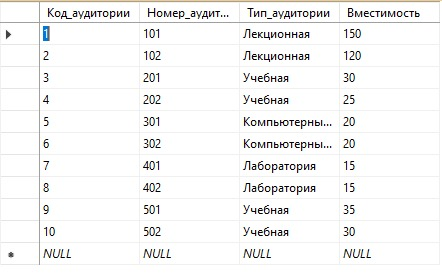 Код_аудитории Номер_аудит... Тип_аудитории Вместимость
1 101 Лекционная 150
2 102 Лекционная 120
3 201 Учебная 30
4 202 Учебная 25
5 301 Компьютерны... 20
6 302 Компьютерны... 20
7 401 Лаборатория 15
8 402 Лаборатория 15
9 501 Учебная 35
10 502 Учебная 30
NULL NULL NULL NULL